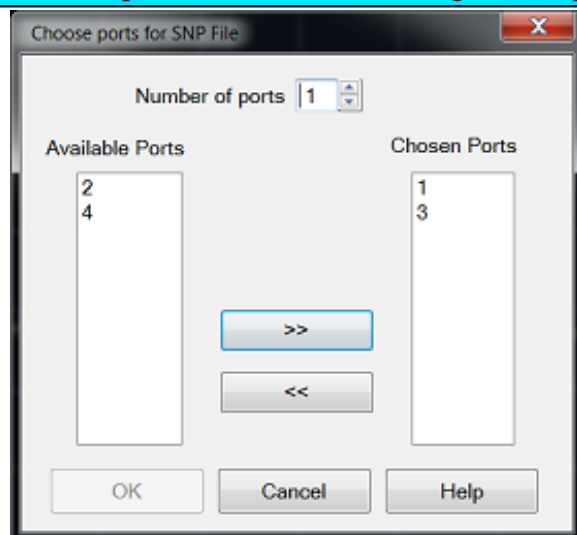 Choose ports for SNP File
X
Number of ports 1
Available Ports
Chosen Ports
2
4
1
3
>>
<<
OK
Cancel
Help